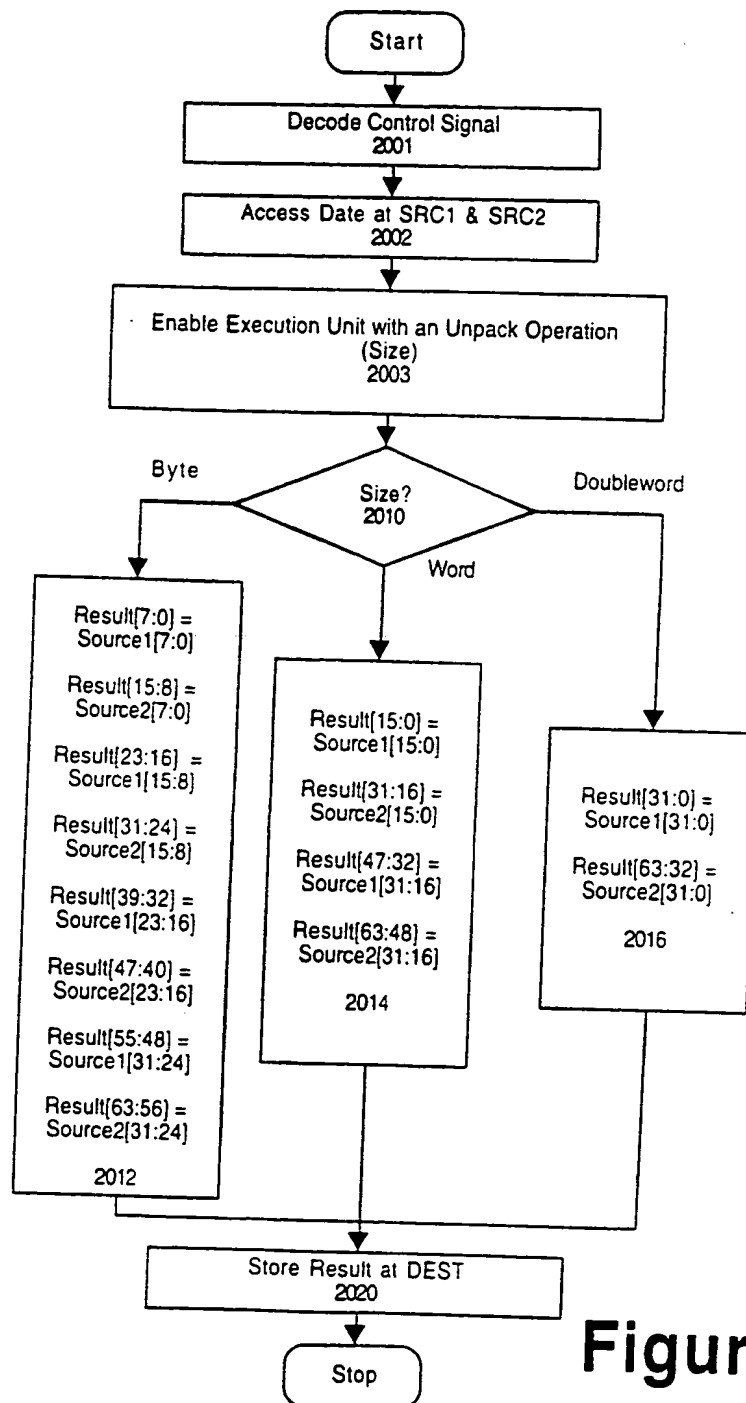 Start
Decode Control Signal
2001
Access Date at SRC1 & SRC2
2002
Enable Execution Unit with an Unpack Operation
(Size)
2003
Byte
Size?
2010
Doubleword
Word
Result[7:0] =
Source1[7:0]
Result[15:8] =
Source2[7:0]
Result[23:16] =
Source1[15:8]
Result[31:24] =
Source2[15:8]
Result[39:32] =
Source1[23:16]
Result[47:40] =
Source2[23:16]
Result[55:48] =
Source1[31:24]
Result[63:56] =
Source2[31:24]
2012
Result[15:0] =
Source1[15:0]
Result[31:16] =
Source2[15:0]
Result[47:32] =
Source1[31:16]
Result[63:48] =
Source2[31:16]
2014
Result[31:0] =
Source1[31:0]
Result[63:32] =
Source2[31:0]
2016
Store Result at DEST
2020
Stop
Figur